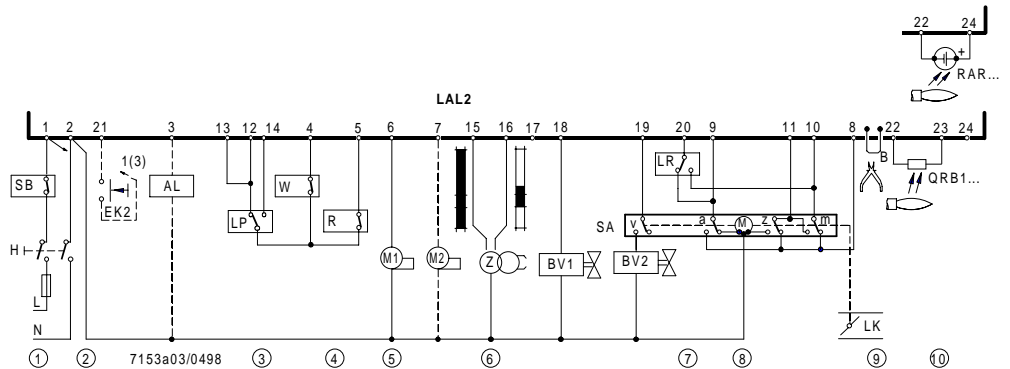 22 24
+
RAR...
LAL2
1 2 21 3 13 12 14 4 5 6 7 15 16 17 18 19 20 9 11 10 8 22 23 24
1(3)
B
LR
SB AL W QRB1...
EK2
LP R
v a M z m
SA
H
M1 M2 Z BV1 BV2
L
LK
N
1 2 7153a03/0498 3 4 5 6 7 8 9 10